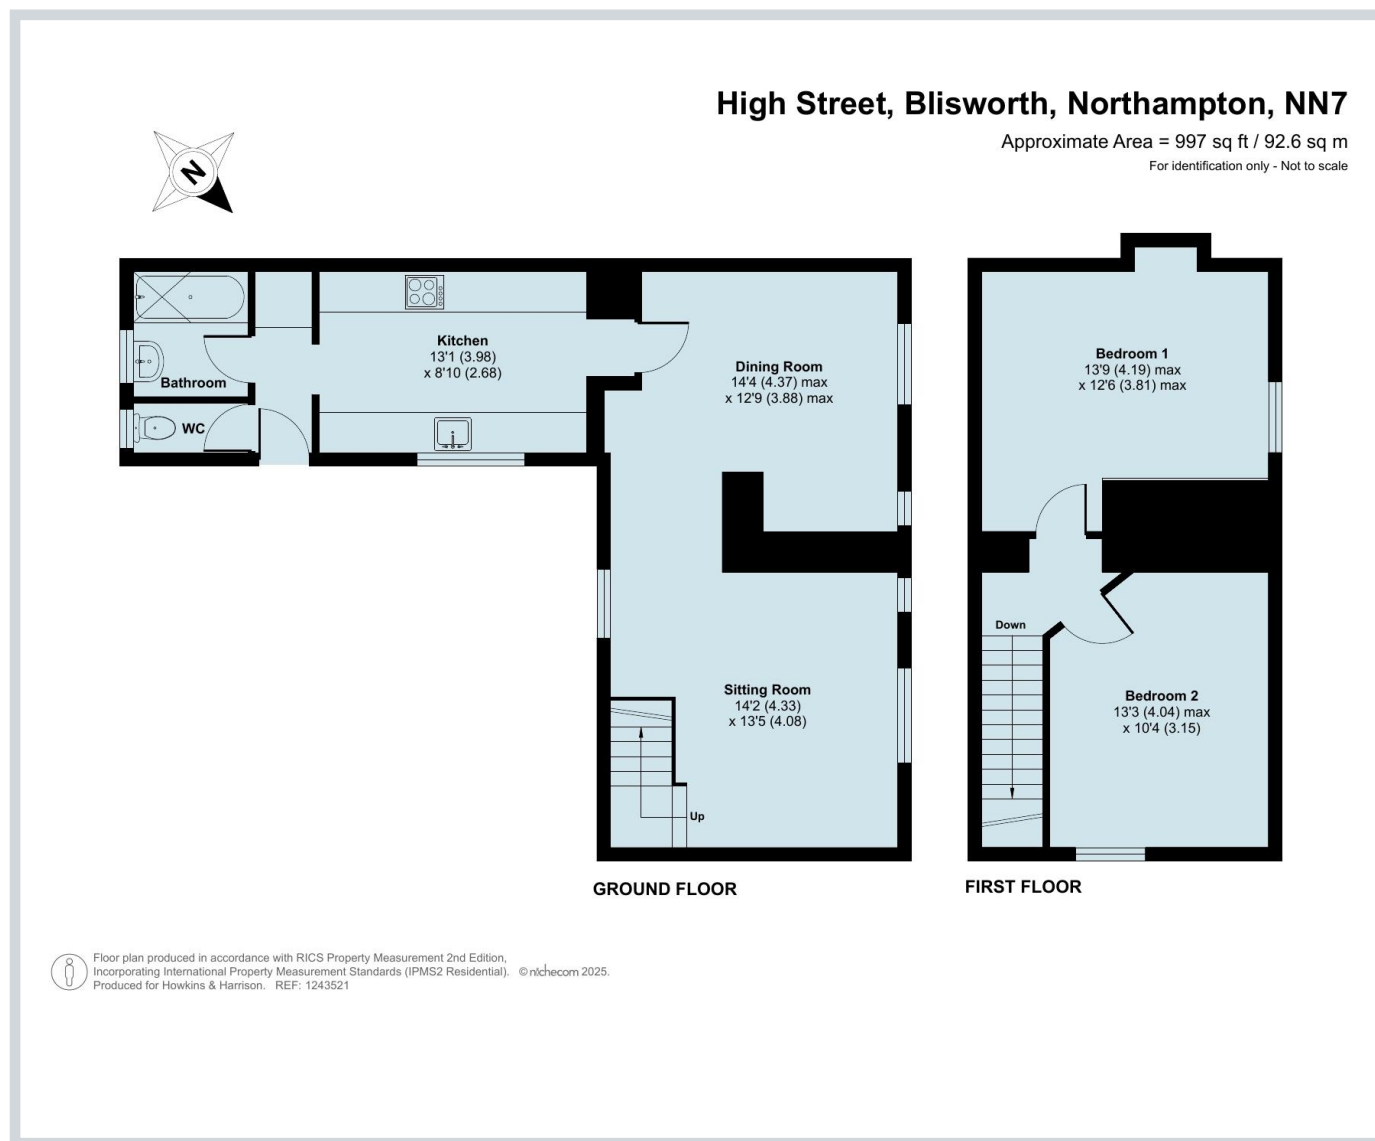 High Street, Blisworth, Northampton, NN7
Approximate Area = 997 sq ft / 92.6 sq m
For identification only - Not to scale
N
Kitchen
13'1 (3.98)
x 8'10 (2.68)
Bathroom
WC
Dining Room
14'4 (4.37) max
x 12'9 (3.88) max
Sitting Room
14'2 (4.33)
x 13'5 (4.08)
Up
GROUND FLOOR
Bedroom 1
13'9 (4.19) max
x 12'6 (3.81) max
Down
Bedroom 2
13'3 (4.04) max
x 10'4 (3.15)
FIRST FLOOR
Floor plan produced in accordance with RICS Property Measurement 2nd Edition,
Incorporating International Property Measurement Standards (IPMS2 Residential). © nichecom 2025.
Produced for Howkins & Harrison. REF: 1243521